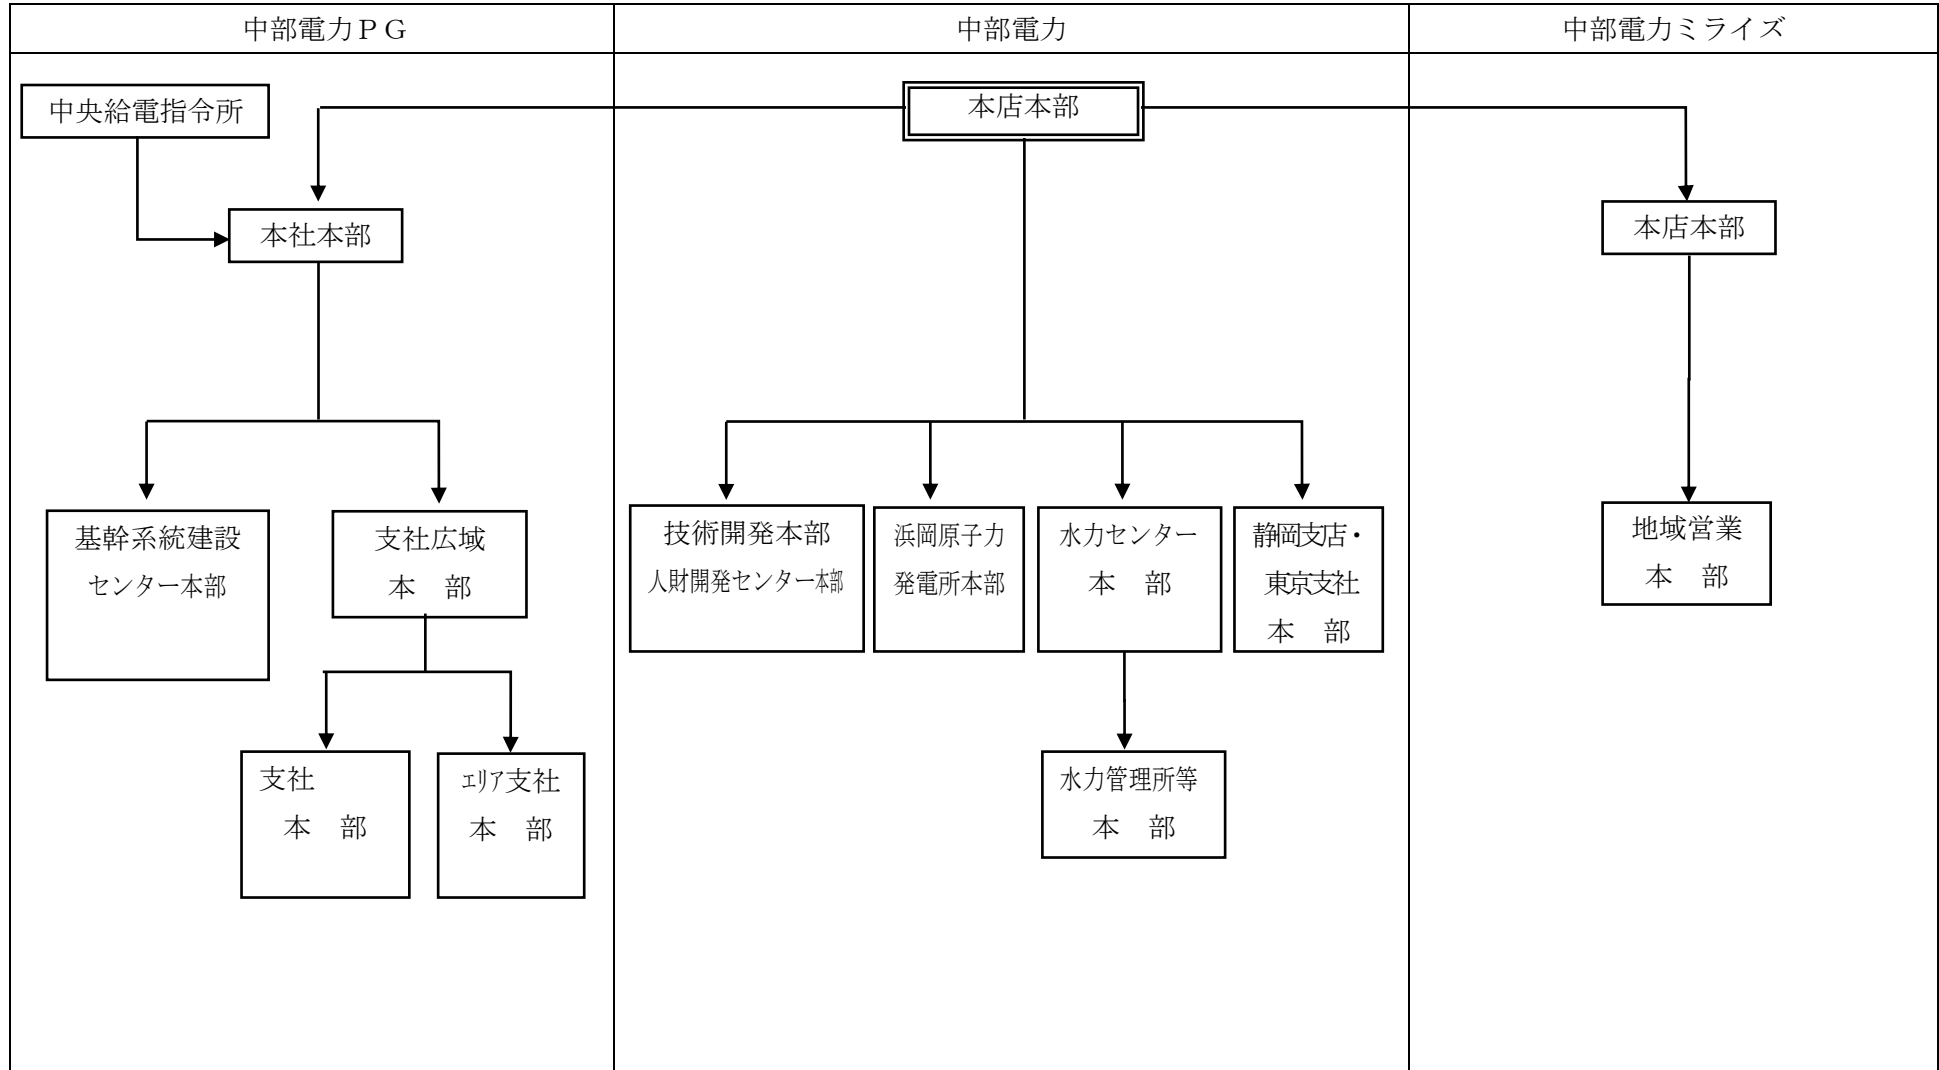 中部電力ＰＧ
中部電力
中部電力ミライズ
中央給電指令所
本店本部
本社本部
本店本部
基幹系統建設
センター本部
支社広域
本　部
技術開発本部
人財開発センター本部
浜岡原子力
発電所本部
水力センター
本　部
静岡支店・
東京支社
本　部
地域営業
本　部
支社
本　部
ｴﾘｱ支社
本　部
水力管理所等
本　部